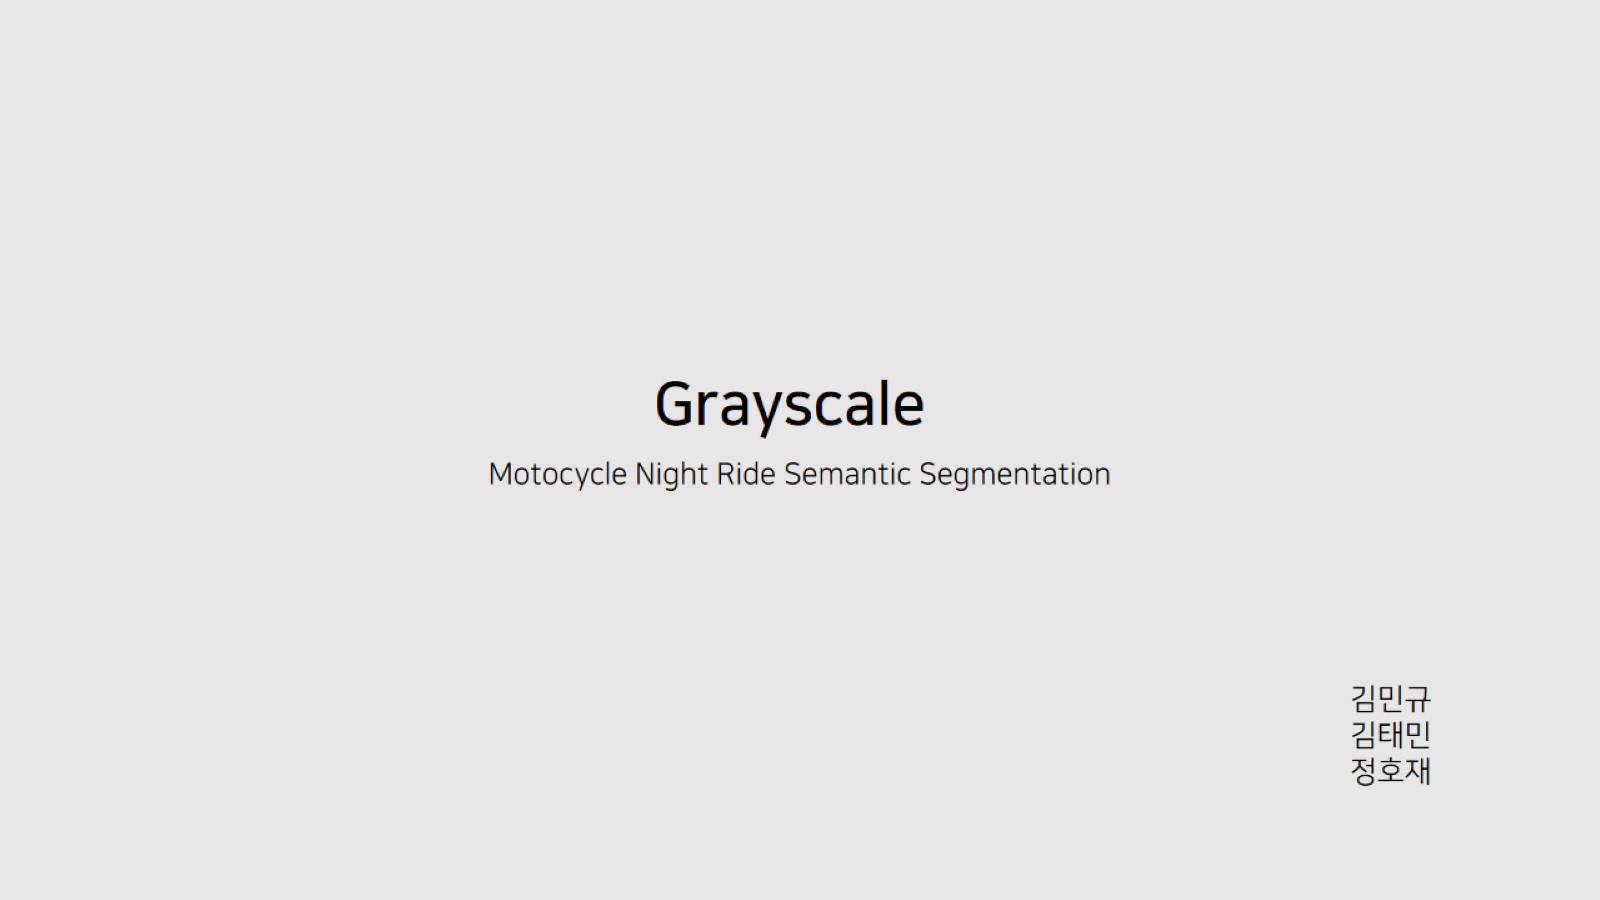 Grayscale
Motocycle Night Ride Semantic Segmentation
김민규
김태민
정호재